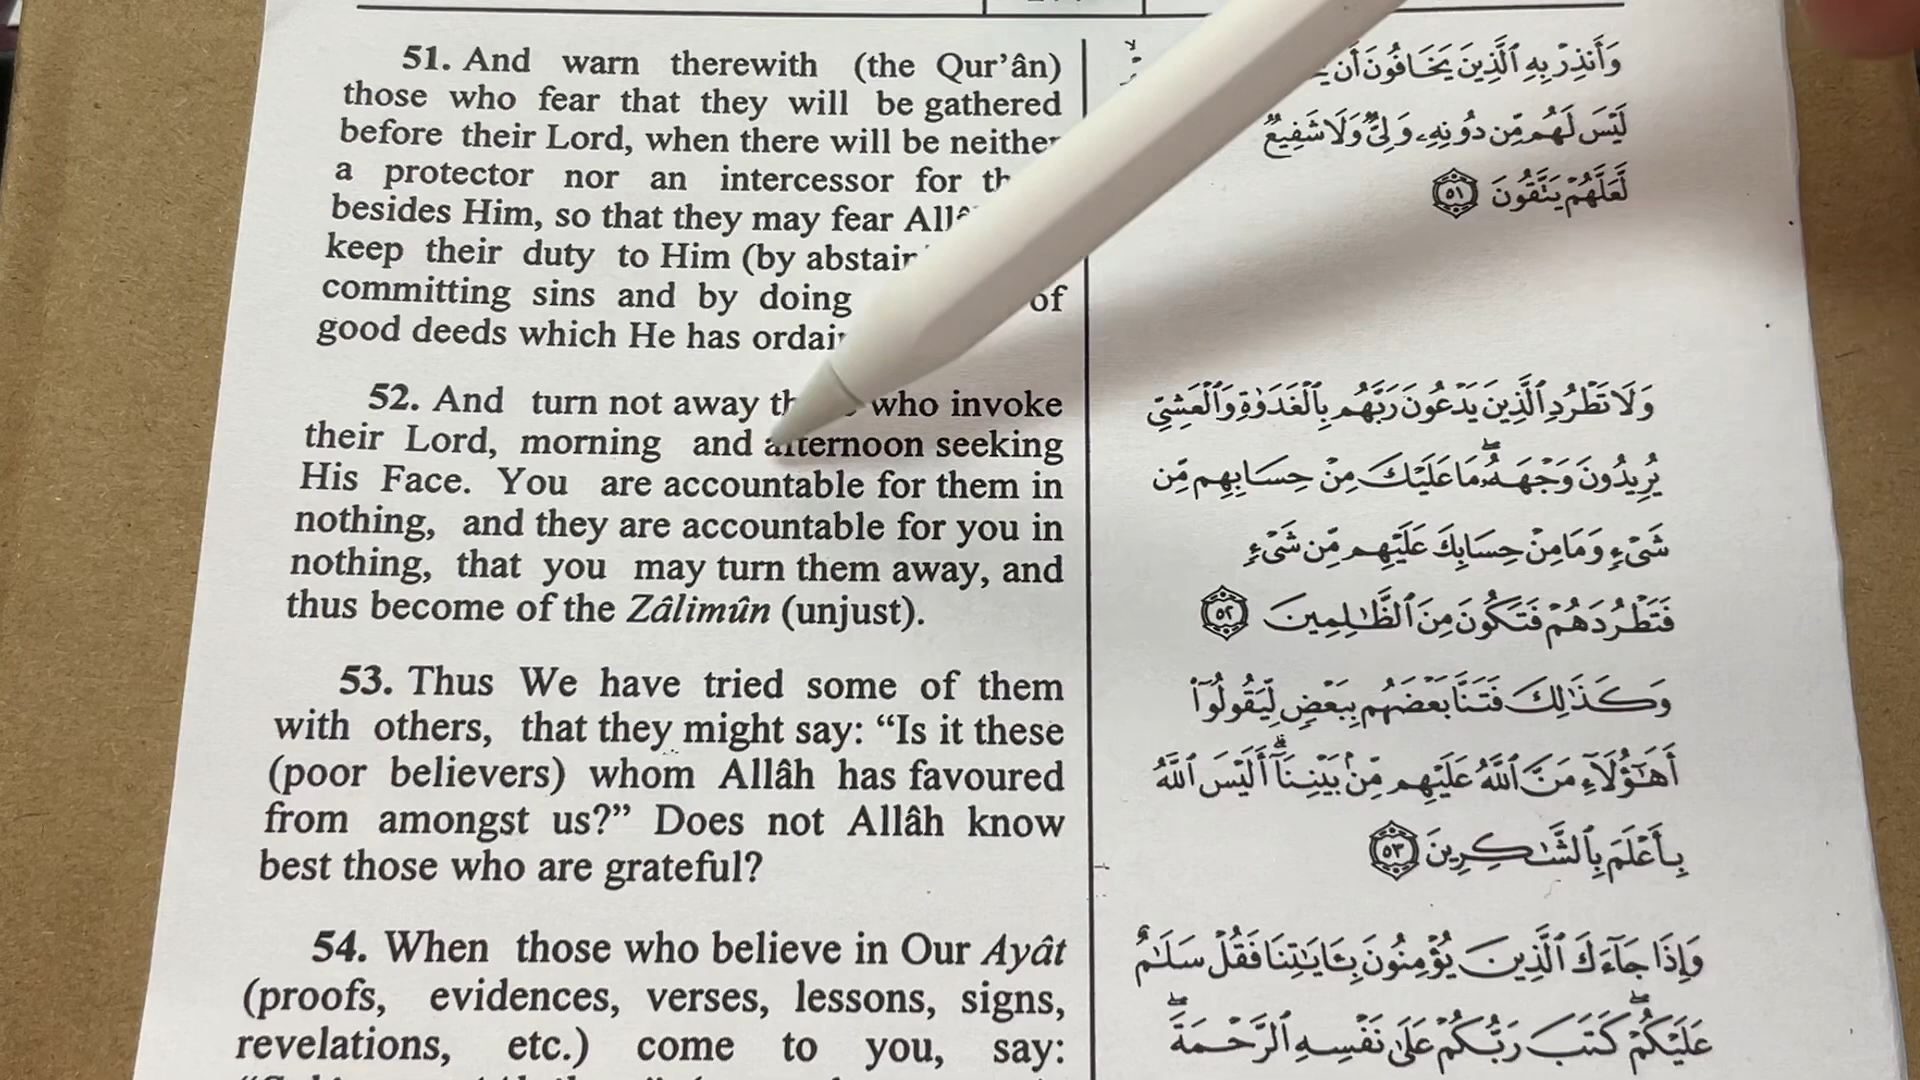 51. And warn therewith (the Qur’ân)
those who fear that they will be gathered
before their Lord, when there will be neither
a protector nor an intercessor for
besides Him, so that they may fear
keep their duty to Him (by
committing sins and by doing of
good deeds which He has
52. And turn not away who invoke
their Lord, morning and afternoon seeking
His Face. You are accountable for them in
nothing, and they are accountable for you in
nothing, that you may turn them away, and
thus become of the Zâlimûn (unjust).
53. Thus We have tried some of them
with others, that they might say: “Is it these
(poor believers) whom Allâh has favoured
from amongst us?” Does not Allâh know
best those who are grateful?
54. When those who believe in Our Ayât
(proofs, evidences, verses, lessons, signs,
revelations, etc.) come to you, say:
وَأَنذِرْ بِهِ ٱلَّذِينَ يَخَافُونَ أَن
لَيْسَ لَهُم مِّن دُونِهِۦ وَلِىٌّ وَلَا شَفِيعٌ
لَّعَلَّهُمْ يَتَّقُونَ ٥١
وَلَا تَطْرُدِ ٱلَّذِينَ يَدْعُونَ رَبَّهُم بِٱلْغَدَوٰةِ وَٱلْعَشِىِّ
يُرِيدُونَ وَجْهَهُۥ ۖ مَا عَلَيْكَ مِنْ حِسَابِهِم مِّن
شَىْءٍ وَمَا مِنْ حِسَابِكَ عَلَيْهِم مِّن شَىْءٍ
فَتَطْرُدَهُمْ فَتَكُونَ مِنَ ٱلظَّٰلِمِينَ ٥٢
وَكَذَٰلِكَ فَتَنَّا بَعْضَهُم بِبَعْضٍ لِّيَقُولُوٓا۟
أَهَٰٓؤُلَآءِ مَنَّ ٱللَّهُ عَلَيْهِم مِّنۢ بَيْنِنَآ ۗ أَلَيْسَ ٱللَّهُ
بِأَعْلَمَ بِٱلشَّٰكِرِينَ ٥٣
وَإِذَا جَآءَكَ ٱلَّذِينَ يُؤْمِنُونَ بِـَٔايَٰتِنَا فَقُلْ سَلَٰمٌ
عَلَيْكُمْ ۖ كَتَبَ رَبُّكُمْ عَلَىٰ نَفْسِهِ ٱلرَّحْمَةَ ۖ